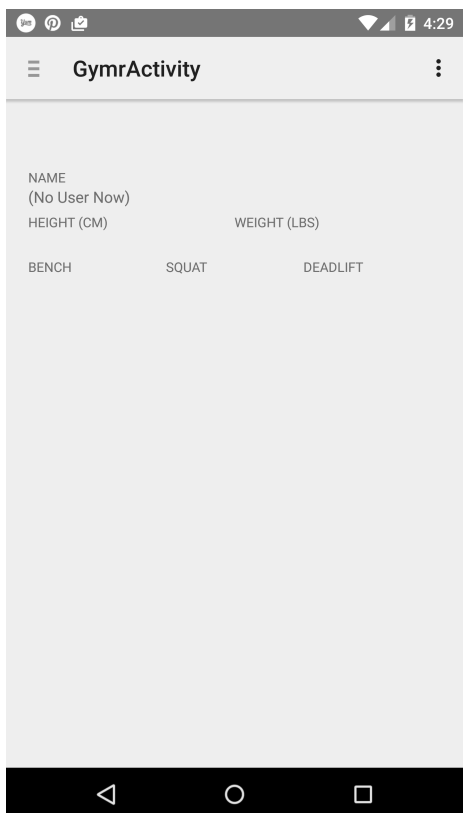 4:29
GymrActivity
NAME
(No User Now)
HEIGHT (CM) WEIGHT (LBS)
BENCH SQUAT DEADLIFT